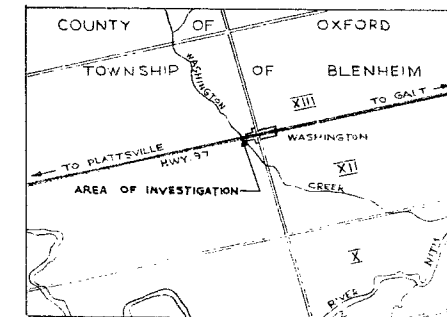 COUNTY OF OXFORD
TOWNSHIP OF BLENHEIM
WASHINGTON
XIII
TO GALT
WASHINGTON
TO PLATTSVILLE
HWY. 97
XII
AREA OF INVESTIGATION
CREEK
X
NITH
RIVER